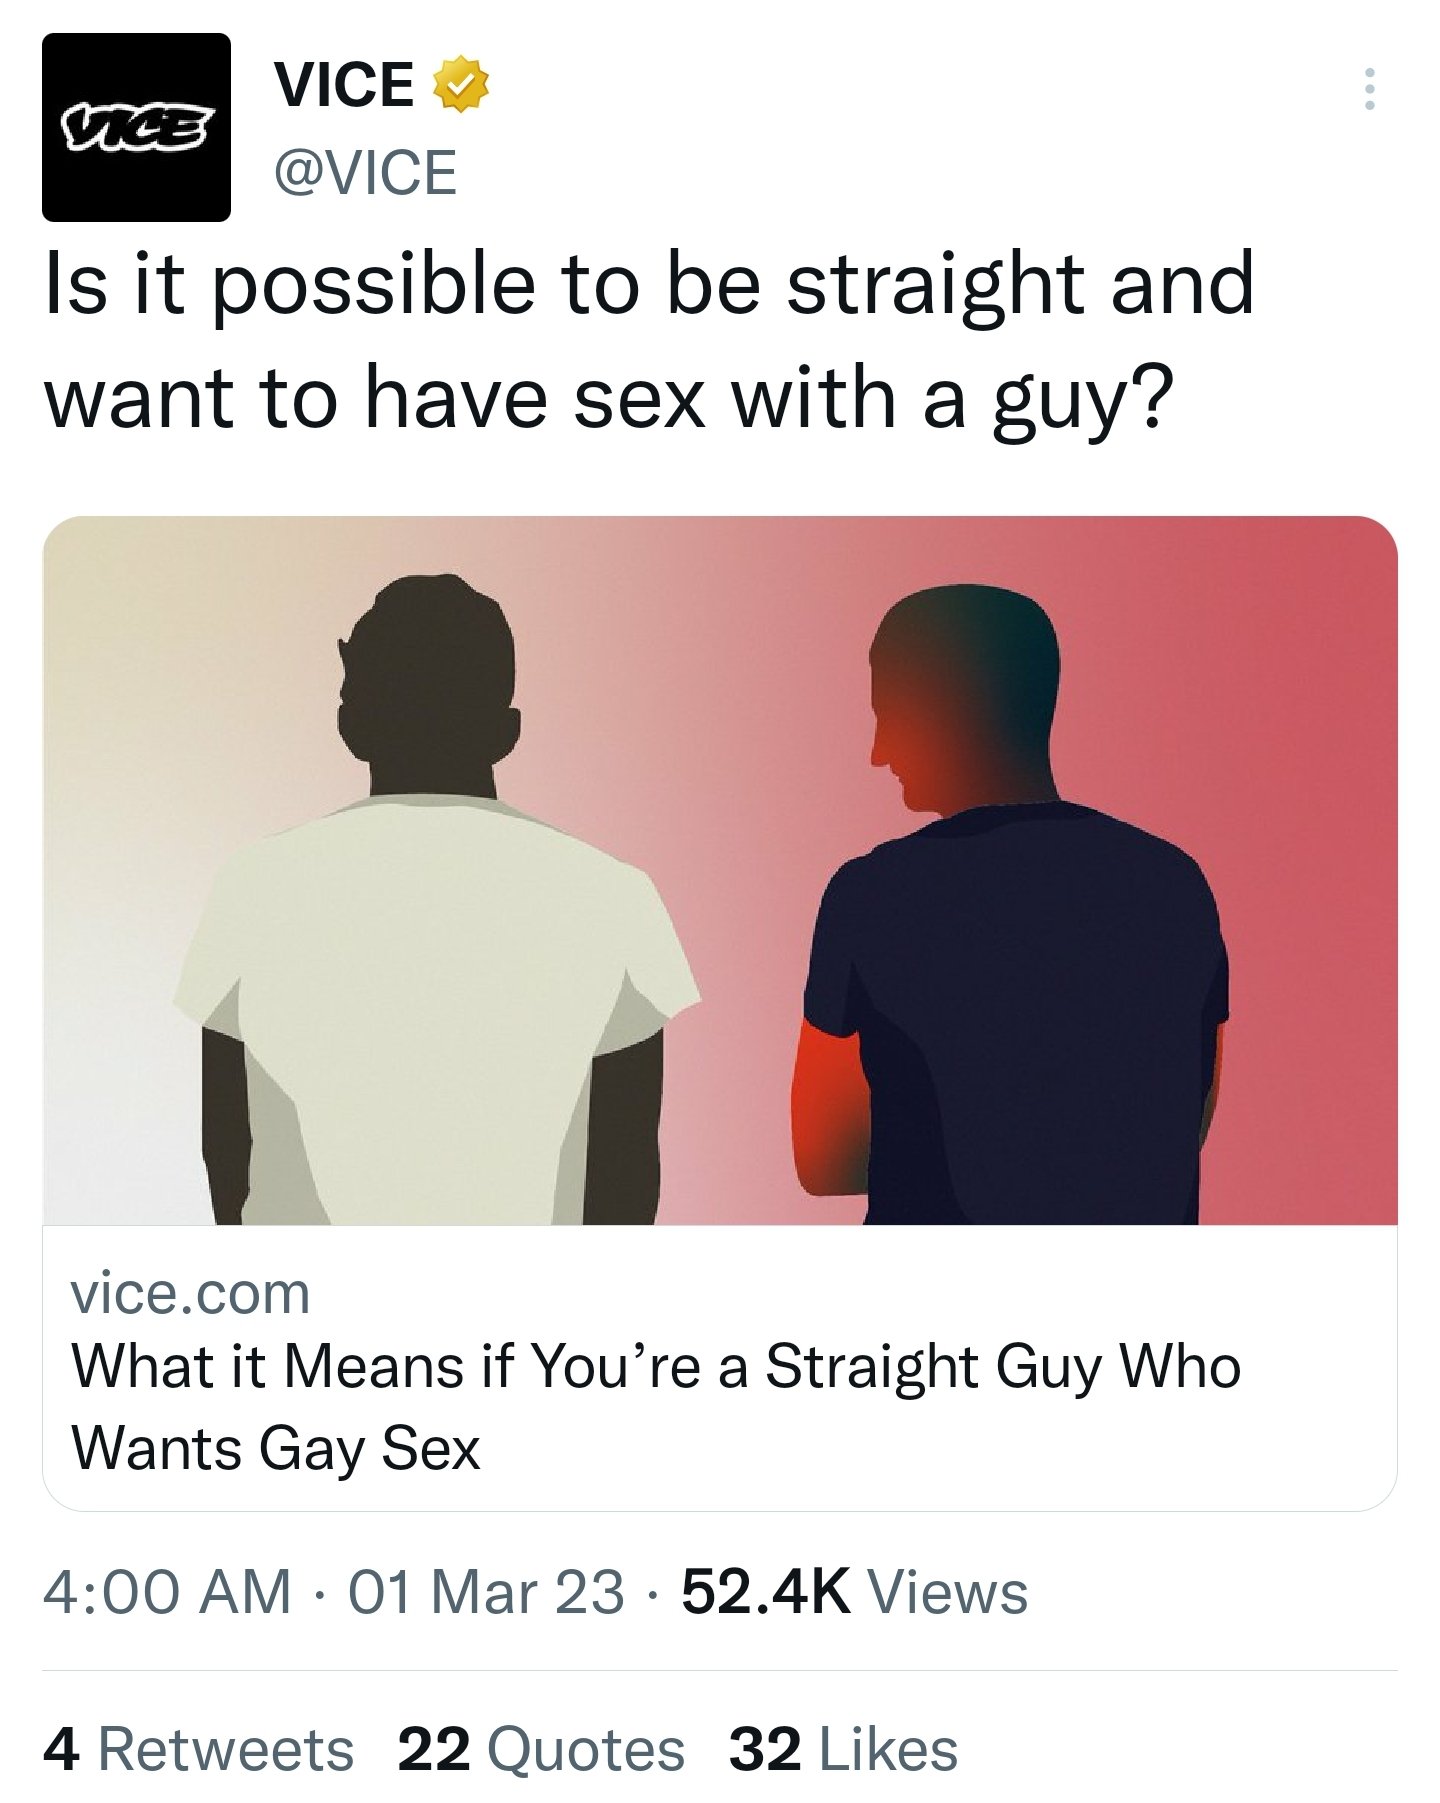 VICE
VICE
@VICE
Is it possible to be straight and
want to have sex with a guy?
vice.com
What it Means if You’re a Straight Guy Who
Wants Gay Sex
4:00 AM · 01 Mar 23 · 52.4K Views
4 Retweets 22 Quotes 32 Likes